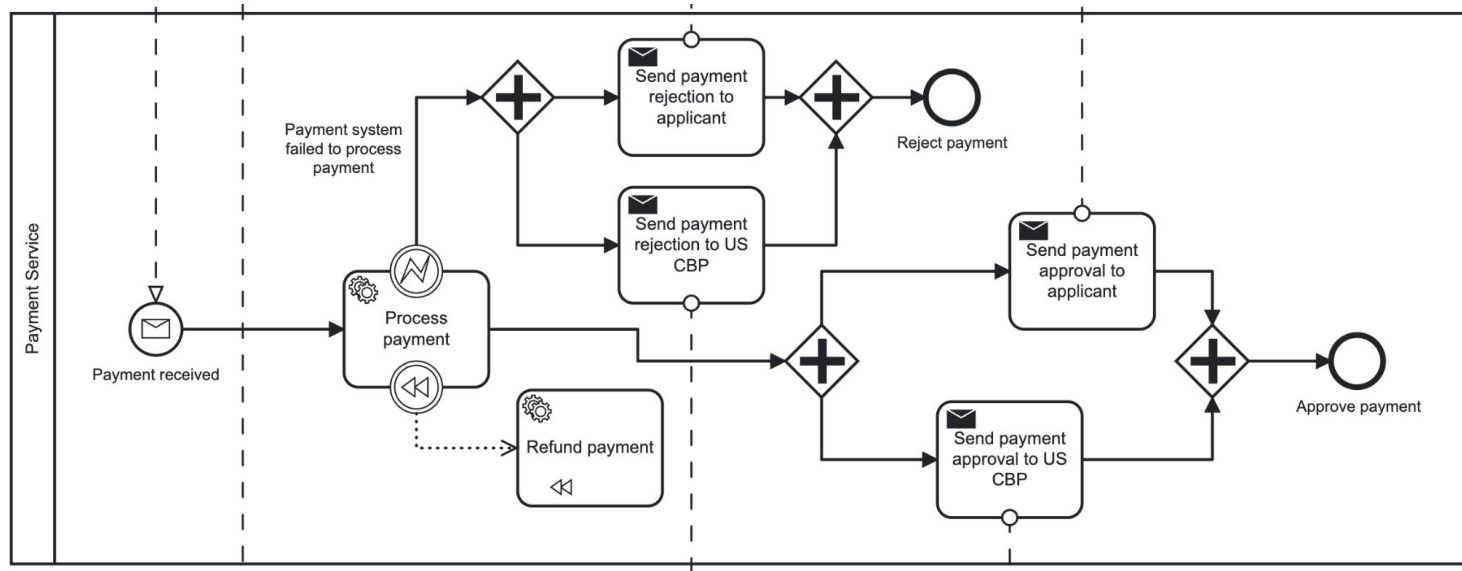 Payment Service
Payment received
Payment system
failed to process
payment
Process
payment
Refund payment
Send payment
rejection to
applicant
Send payment
rejection to US
CBP
Reject payment
Send payment
approval to
applicant
Send payment
approval to US
CBP
Approve payment